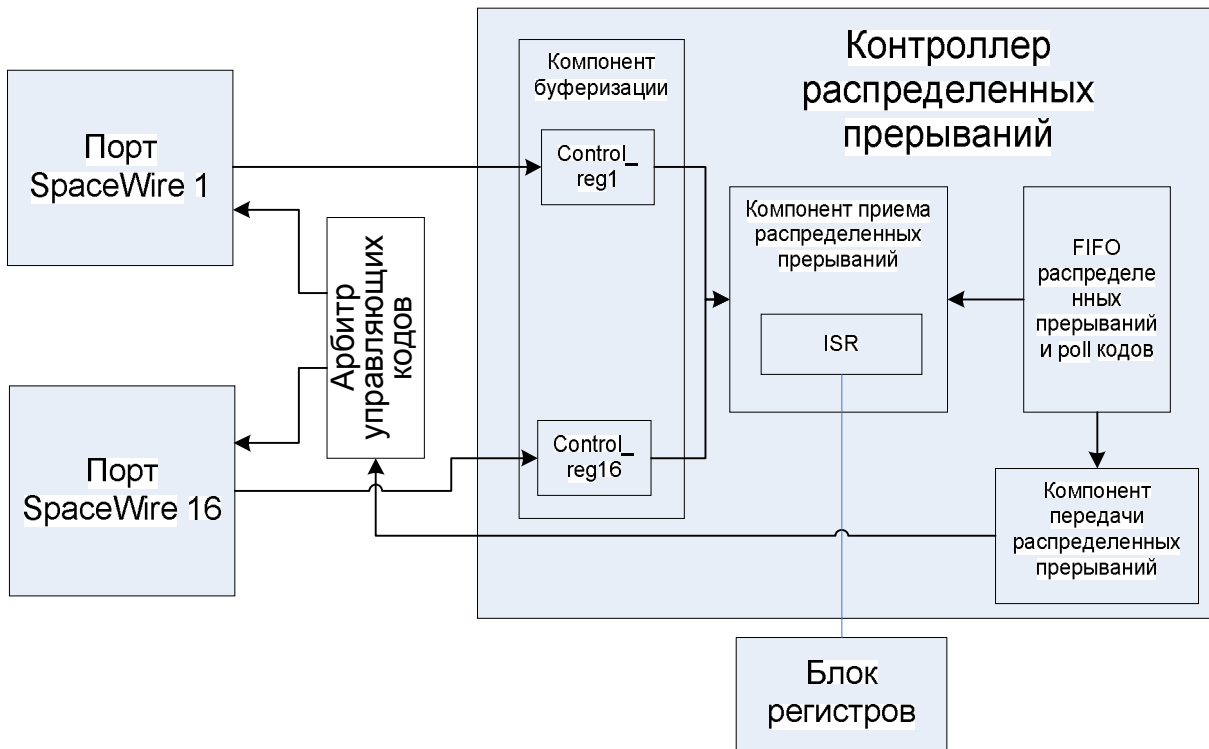 Контроллер
распределенных
прерываний
Компонент
буферизации
Порт
SpaceWire 1
Control_
reg1
Компонент приема
распределенных
прерываний
ISR
FIFO
распределе
нных
прерываний
и poll кодов
Арбитр
управляющих
кодов
Порт
SpaceWire 16
Control_
reg16
Компонент
передачи
распределенных
прерываний
Блок
регистров